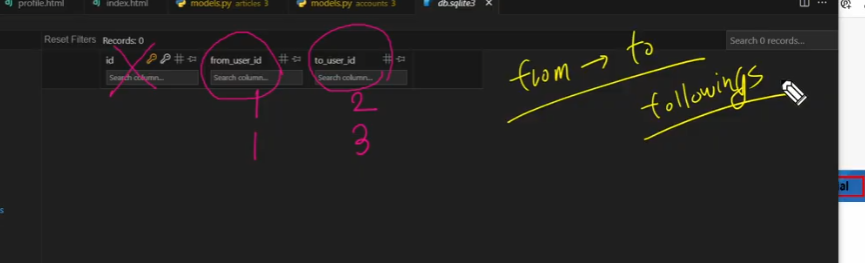 profile.html index.html models.py articles 3 models.py accounts 3 db.sqlite3
Reset Filters Records: 0 Search 0 records...
id from_user_id to_user_id
Search column... Search column... Search column...
from → to
followings
1 2
1 3
al
s